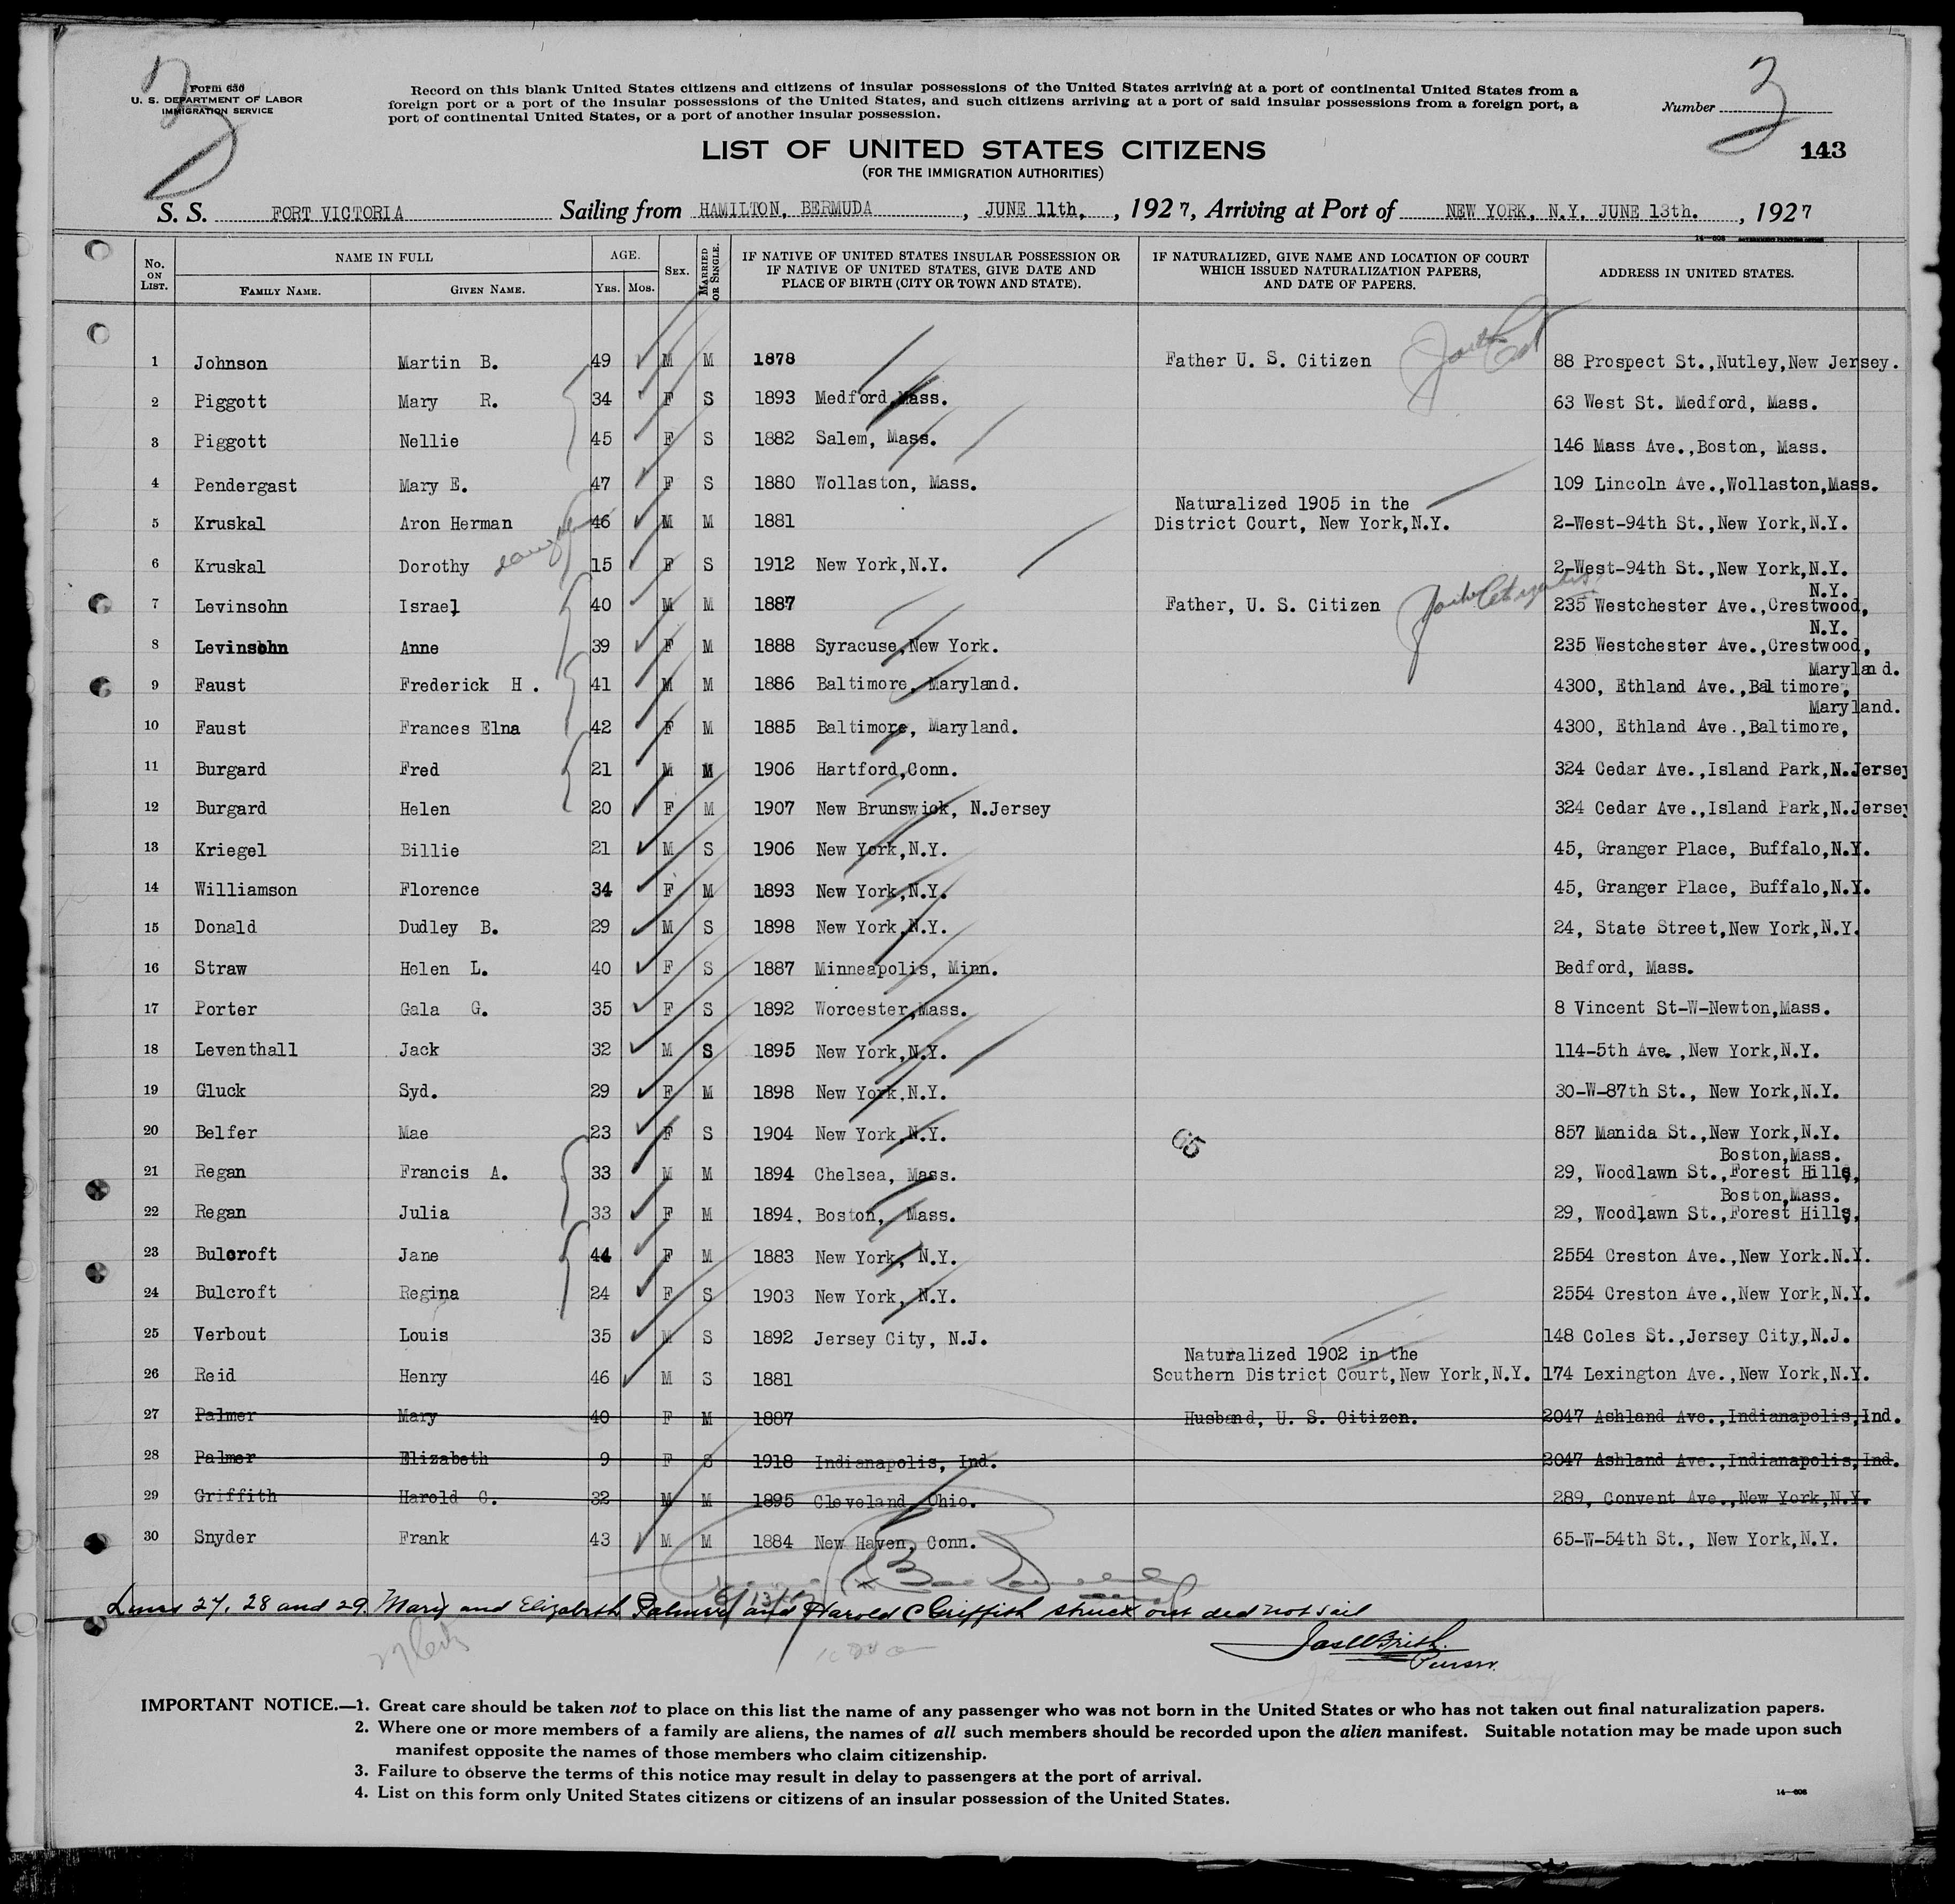 3
Form 630
U. S. DEPARTMENT OF LABOR
IMMIGRATION SERVICE
Record on this blank United States citizens and citizens of insular possessions of the United States arriving at a port of continental United States from a
foreign port or a port of the insular possessions of the United States, and such citizens arriving at a port of said insular possessions from a foreign port, a
port of continental United States, or a port of another insular possession.
Number 3
143
LIST OF UNITED STATES CITIZENS
(FOR THE IMMIGRATION AUTHORITIES)
S. S. FORT VICTORIA Sailing from HAMILTON, BERMUDA, JUNE 11th, , 1927, Arriving at Port of NEW YORK, N.Y. JUNE 13th. , 1927
14—608 GOVERNMENT PRINTING OFFICE
No. ON LIST. NAME IN FULL FAMILY NAME. GIVEN NAME. AGE. YRS. MOS. SEX. MARRIED OR SINGLE. IF NATIVE OF UNITED STATES INSULAR POSSESSION OR IF NATIVE OF UNITED STATES, GIVE DATE AND PLACE OF BIRTH (CITY OR TOWN AND STATE). IF NATURALIZED, GIVE NAME AND LOCATION OF COURT WHICH ISSUED NATURALIZATION PAPERS, AND DATE OF PAPERS. ADDRESS IN UNITED STATES.
1 Johnson Martin B. 49 M M 1878 Father U. S. Citizen 88 Prospect St.,Nutley,New Jersey.
2 Piggott Mary R. 34 F S 1893 Medford,Mass. 63 West St. Medford, Mass.
3 Piggott Nellie 45 F S 1882 Salem, Mass. 146 Mass Ave.,Boston, Mass.
4 Pendergast Mary E. 47 F S 1880 Wollaston, Mass. 109 Lincoln Ave.,Wollaston,Mass.
5 Kruskal Aron Herman 46 M M 1881 Naturalized 1905 in the District Court, New York,N.Y. 2-West-94th St.,New York,N.Y.
6 Kruskal Dorothy daughter 15 F S 1912 New York,N.Y. 2-West-94th St.,New York,N.Y.
7 Levinsohn Israel 40 M M 1887 Father, U. S. Citizen 235 Westchester Ave.,Crestwood, N.Y.
8 Levinsohn Anne 39 F M 1888 Syracuse,New York. 235 Westchester Ave.,Crestwood, N.Y.
9 Faust Frederick H. 41 M M 1886 Baltimore, Maryland. 4300, Ethland Ave.,Baltimore, Maryland.
10 Faust Frances Elna 42 F M 1885 Baltimore, Maryland. 4300, Ethland Ave.,Baltimore, Maryland.
11 Burgard Fred 21 M M 1906 Hartford,Conn. 324 Cedar Ave.,Island Park,N.Jersey
12 Burgard Helen 20 F M 1907 New Brunswick, N.Jersey 324 Cedar Ave.,Island Park,N.Jersey
13 Kriegel Billie 21 M S 1906 New York,N.Y. 45, Granger Place, Buffalo,N.Y.
14 Williamson Florence 34 F M 1893 New York,N.Y. 45, Granger Place, Buffalo,N.Y.
15 Donald Dudley B. 29 M S 1898 New York,N.Y. 24, State Street,New York,N.Y.
16 Straw Helen L. 40 F S 1887 Minneapolis, Minn. Bedford, Mass.
17 Porter Gala G. 35 F S 1892 Worcester,Mass. 8 Vincent St-W-Newton,Mass.
18 Leventhall Jack 32 M S 1895 New York,N.Y. 114-5th Ave.,New York,N.Y.
19 Gluck Syd. 29 F M 1898 New York.N.Y. 30-W-87th St., New York,N.Y.
20 Belfer Mae 23 F S 1904 New York,N.Y. 65 857 Manida St.,New York,N.Y.
21 Regan Francis A. 33 M M 1894 Chelsea, Mass. 29, Woodlawn St.,Forest Hills, Boston,Mass.
22 Regan Julia 33 F M 1894. Boston, Mass. 29, Woodlawn St.,Forest Hills, Boston,Mass.
23 Bulcroft Jane 44 F M 1883 New York, N.Y. 2554 Creston Ave.,New York.N.Y.
24 Bulcroft Regina 24 F S 1903 New York, N.Y. 2554 Creston Ave.,New York,N.Y.
25 Verbout Louis 35 M S 1892 Jersey City, N.J. 148 Coles St.,Jersey City,N.J.
26 Reid Henry 46 M S 1881 Naturalized 1902 in the Southern District Court,New York,N.Y. 174 Lexington Ave.,New York,N.Y.
27 Palmer Mary 40 F M 1887 Husband, U. S. Citizen. 2047 Ashland Ave.,Indianapolis,Ind.
28 Palmer Elizabeth 9 F S 1918 Indianapolis, Ind. 2047 Ashland Ave.,Indianapolis,Ind.
29 Griffith Harold C. 32 M M 1895 Cleveland, Ohio. 289, Convent Ave.,New York,N.Y.
30 Snyder Frank 43 M M 1884 New Haven, Conn. 65-W-54th St., New York,N.Y.
Lines 27, 28 and 29. Mary and Elizabeth Palmer and Harold C Griffith struck out did not sail
Purser.
IMPORTANT NOTICE.—1. Great care should be taken not to place on this list the name of any passenger who was not born in the United States or who has not taken out final naturalization papers.
2. Where one or more members of a family are aliens, the names of all such members should be recorded upon the alien manifest. Suitable notation may be made upon such
manifest opposite the names of those members who claim citizenship.
3. Failure to observe the terms of this notice may result in delay to passengers at the port of arrival.
4. List on this form only United States citizens or citizens of an insular possession of the United States.
14—608